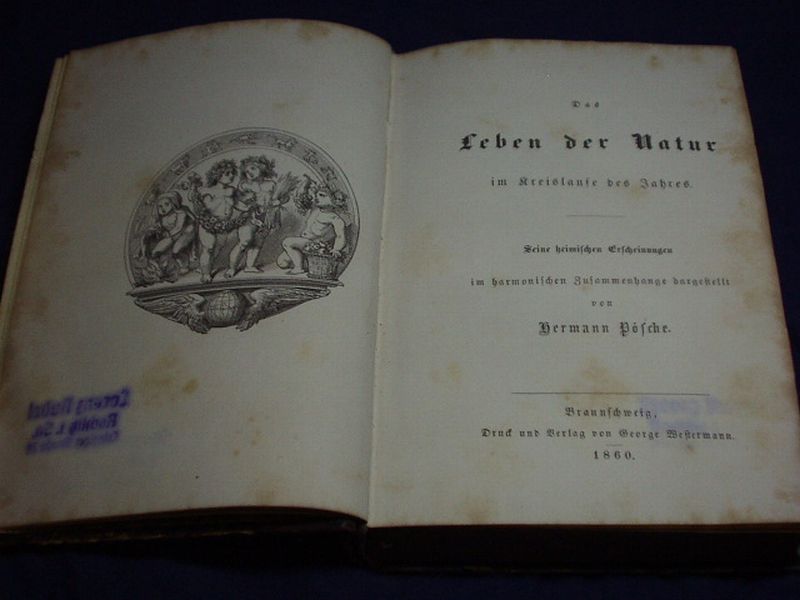 Das
Leben der Natur
im Kreislaufe des Jahres.
Seine heimischen Erscheinungen
im harmonischen Zusammenhange dargestellt
von
Hermann Pösche.
Braunschweig,
Druck und Verlag von George Westermann.
1860.